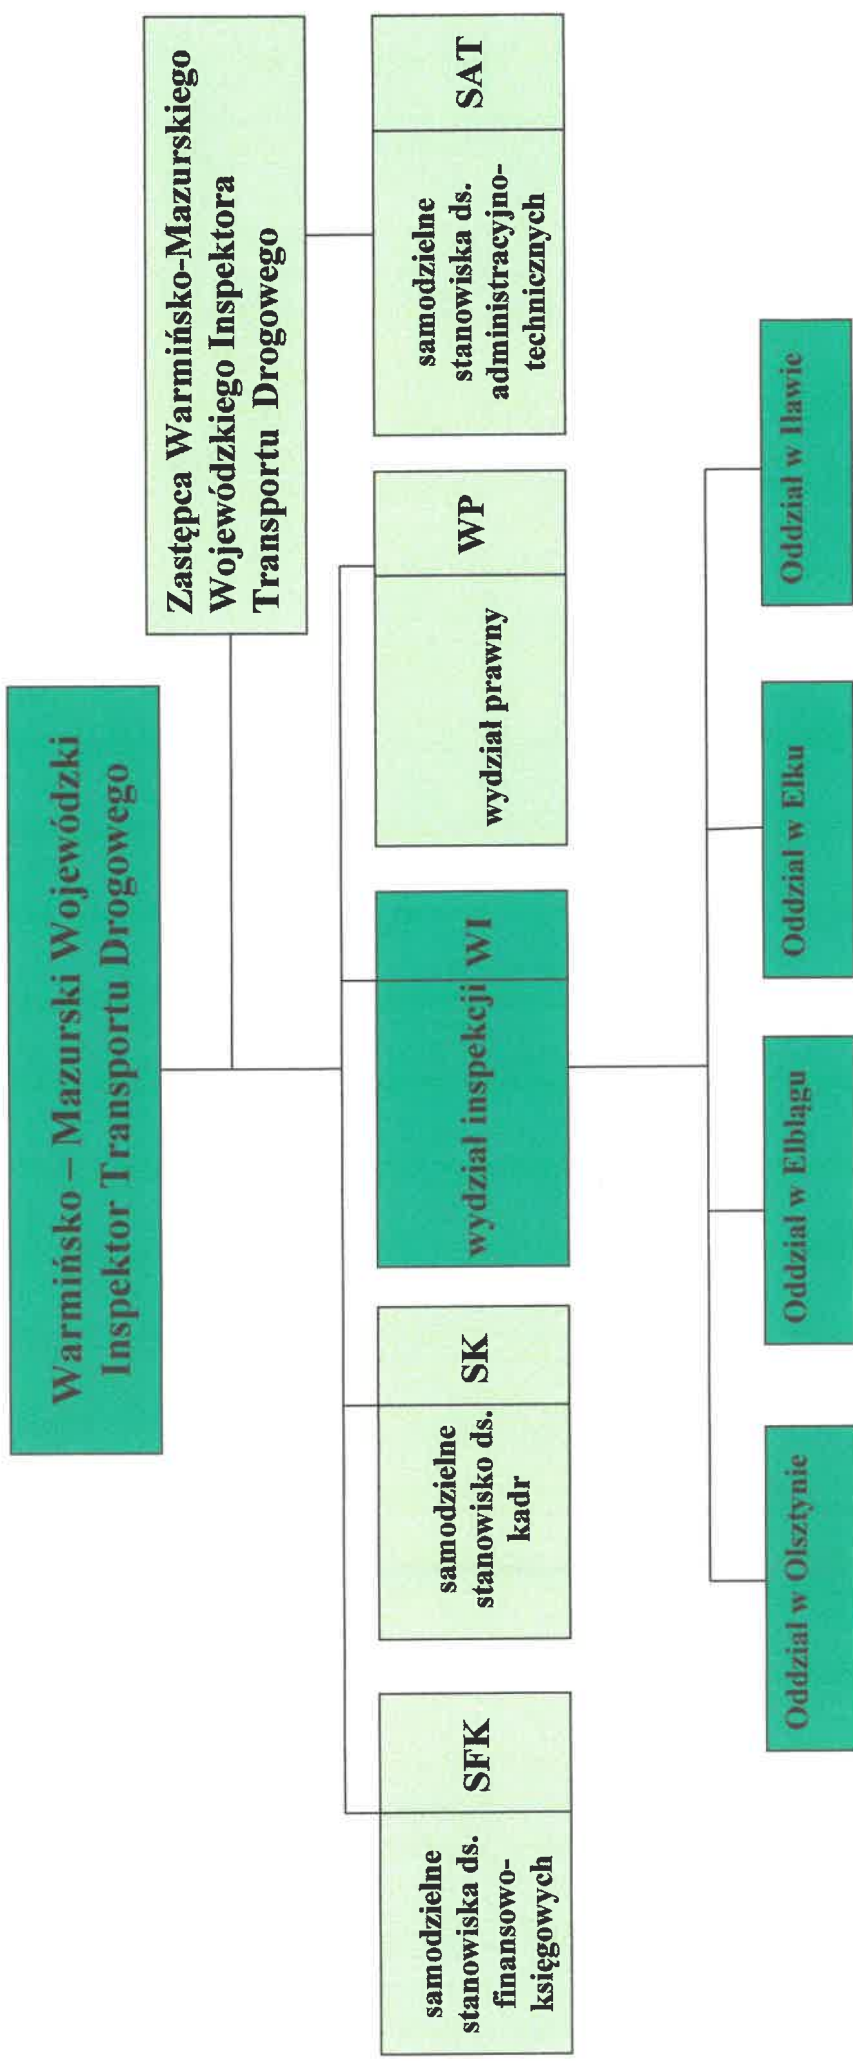 Warmińsko – Mazurski Wojewódzki
Inspektor Transportu Drogowego
Zastępca Warmińsko-Mazurskiego
Wojewódzkiego Inspektora
Transportu Drogowego
samodzielne
stanowiska ds.
finansowo-
księgowych
SFK
samodzielne
stanowisko ds.
kadr
SK
wydział inspekcji WI
wydział prawny
WP
samodzielne
stanowiska ds.
administracyjno-
technicznych
SAT
Oddział w Olsztynie
Oddział w Elblągu
Oddział w Ełku
Oddział w Iławie